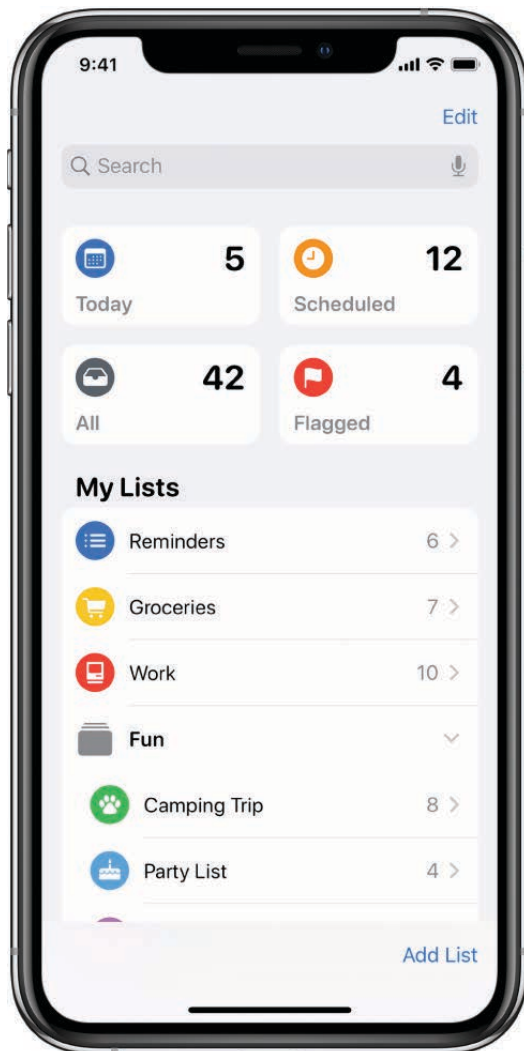 9:41
Edit
Search
5
12
Today
Scheduled
42
4
All
Flagged
My Lists
Reminders 6
Groceries 7
Work 10
Fun
Camping Trip 8
Party List 4
Add List